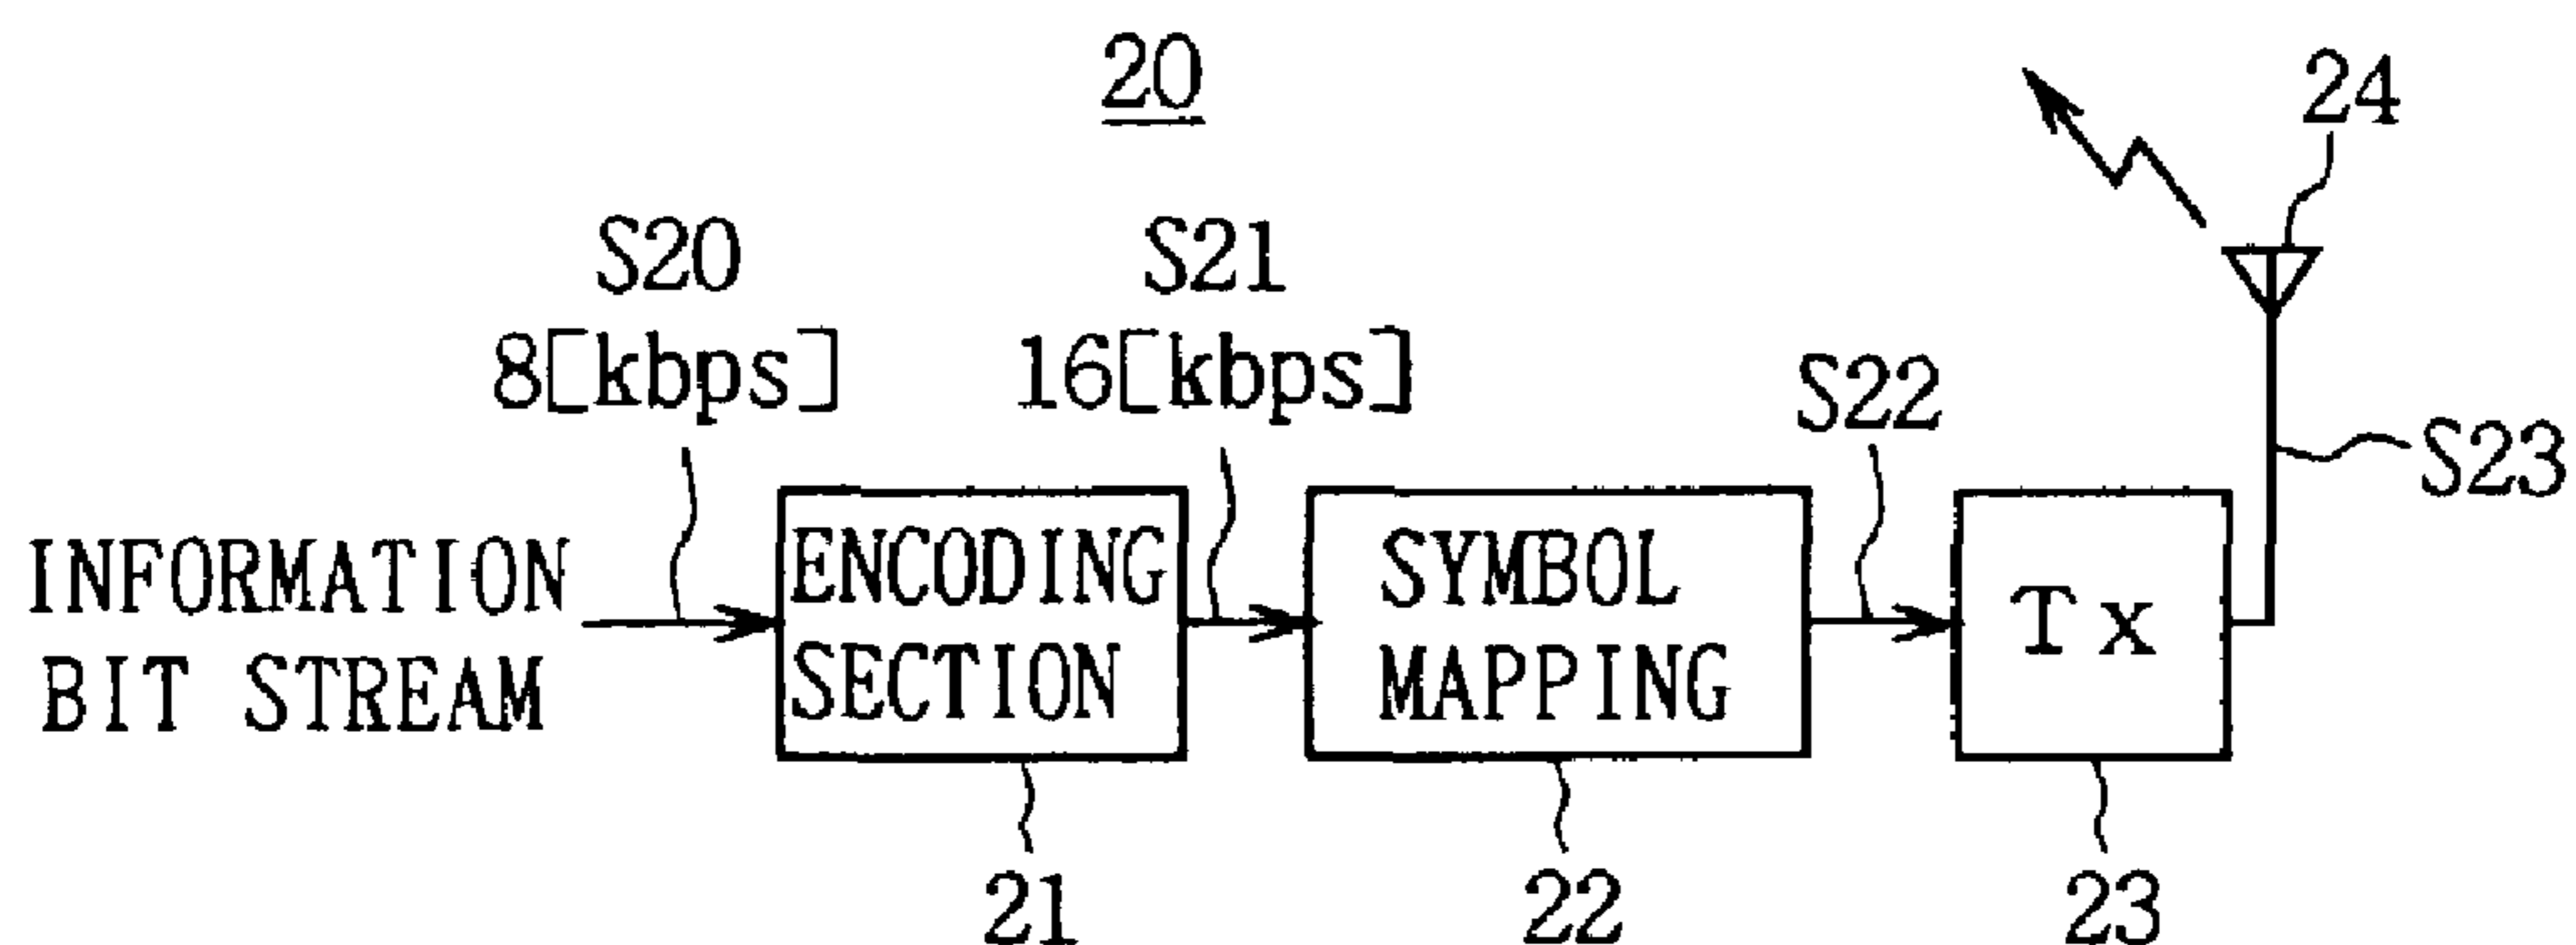 20
24
S20
8[kbps]
S21
16[kbps]
S22
S23
INFORMATION
BIT STREAM
ENCODING
SECTION
SYMBOL
MAPPING
Tx
21
22
23